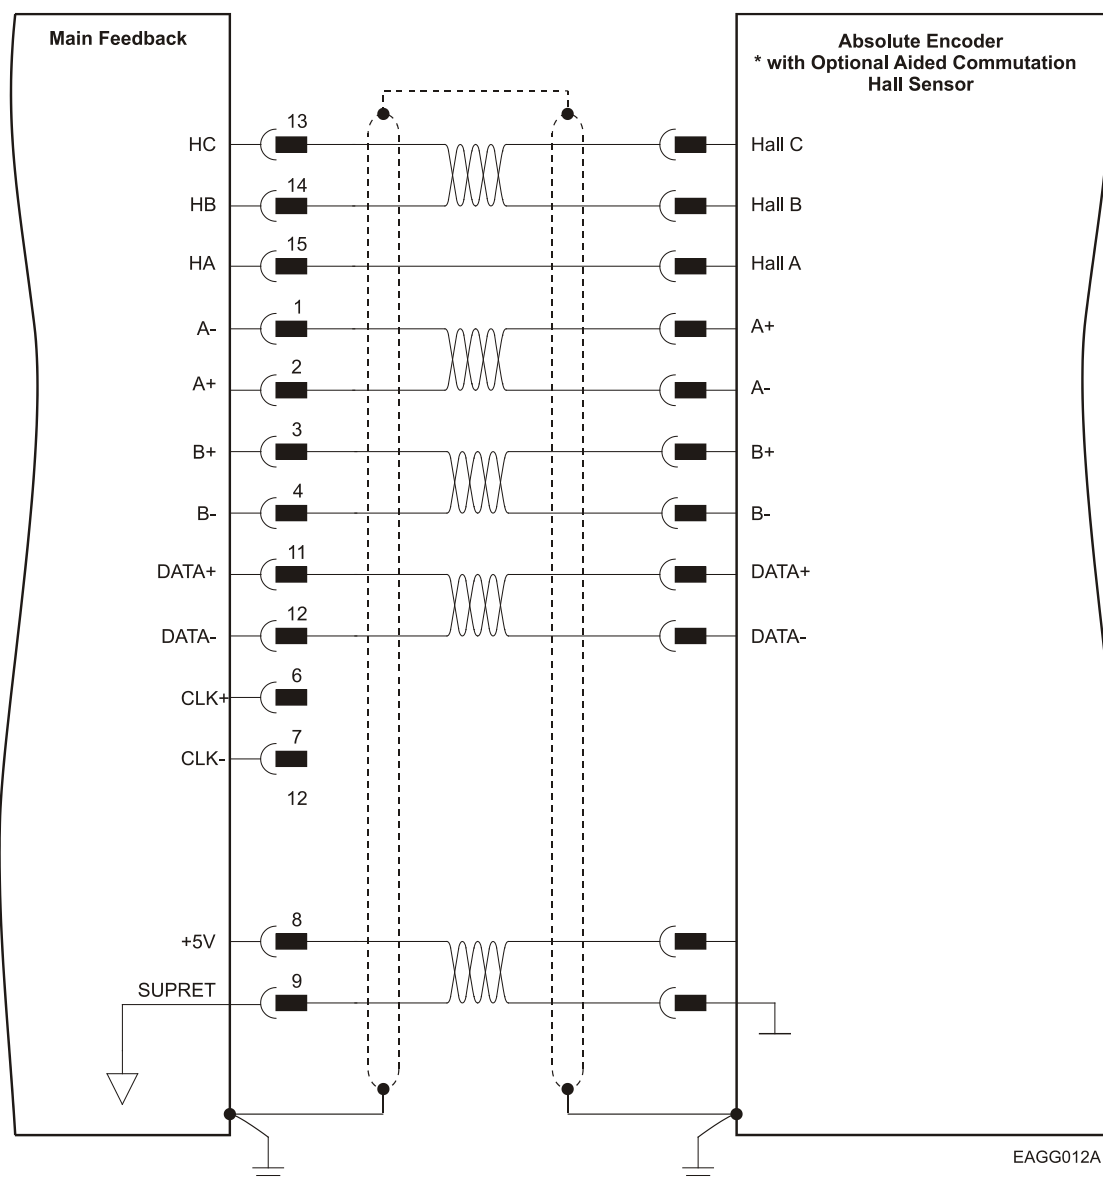 Main Feedback
Absolute Encoder
* with Optional Aided Commutation
Hall Sensor
13
HC
Hall C
14
HB
Hall B
15
HA
Hall A
1
A-
A+
2
A+
A-
3
B+
B+
4
B-
B-
11
DATA+
DATA+
12
DATA-
DATA-
6
CLK+
7
CLK-
12
8
+5V
9
SUPRET
EAGG012A